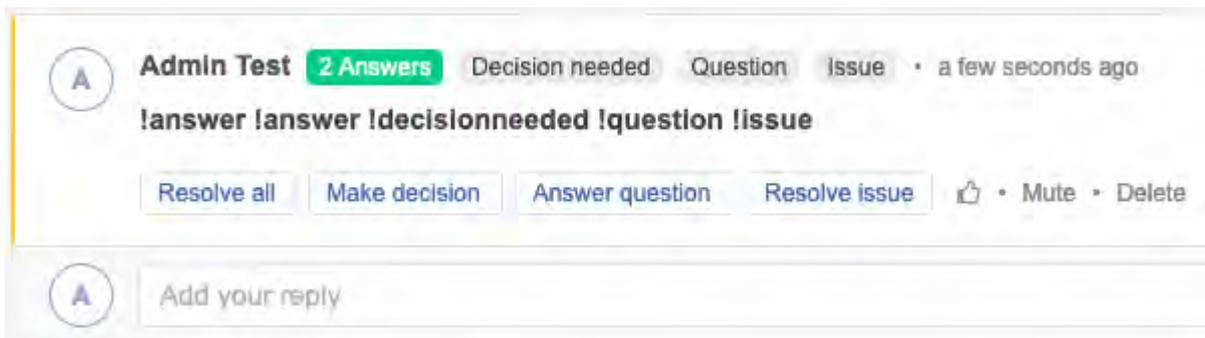 A Admin Test 2 Answers Decision needed Question Issue • a few seconds ago
!answer !answer !decisionneeded !question !issue
Resolve all Make decision Answer question Resolve issue • Mute • Delete
A Add your reply